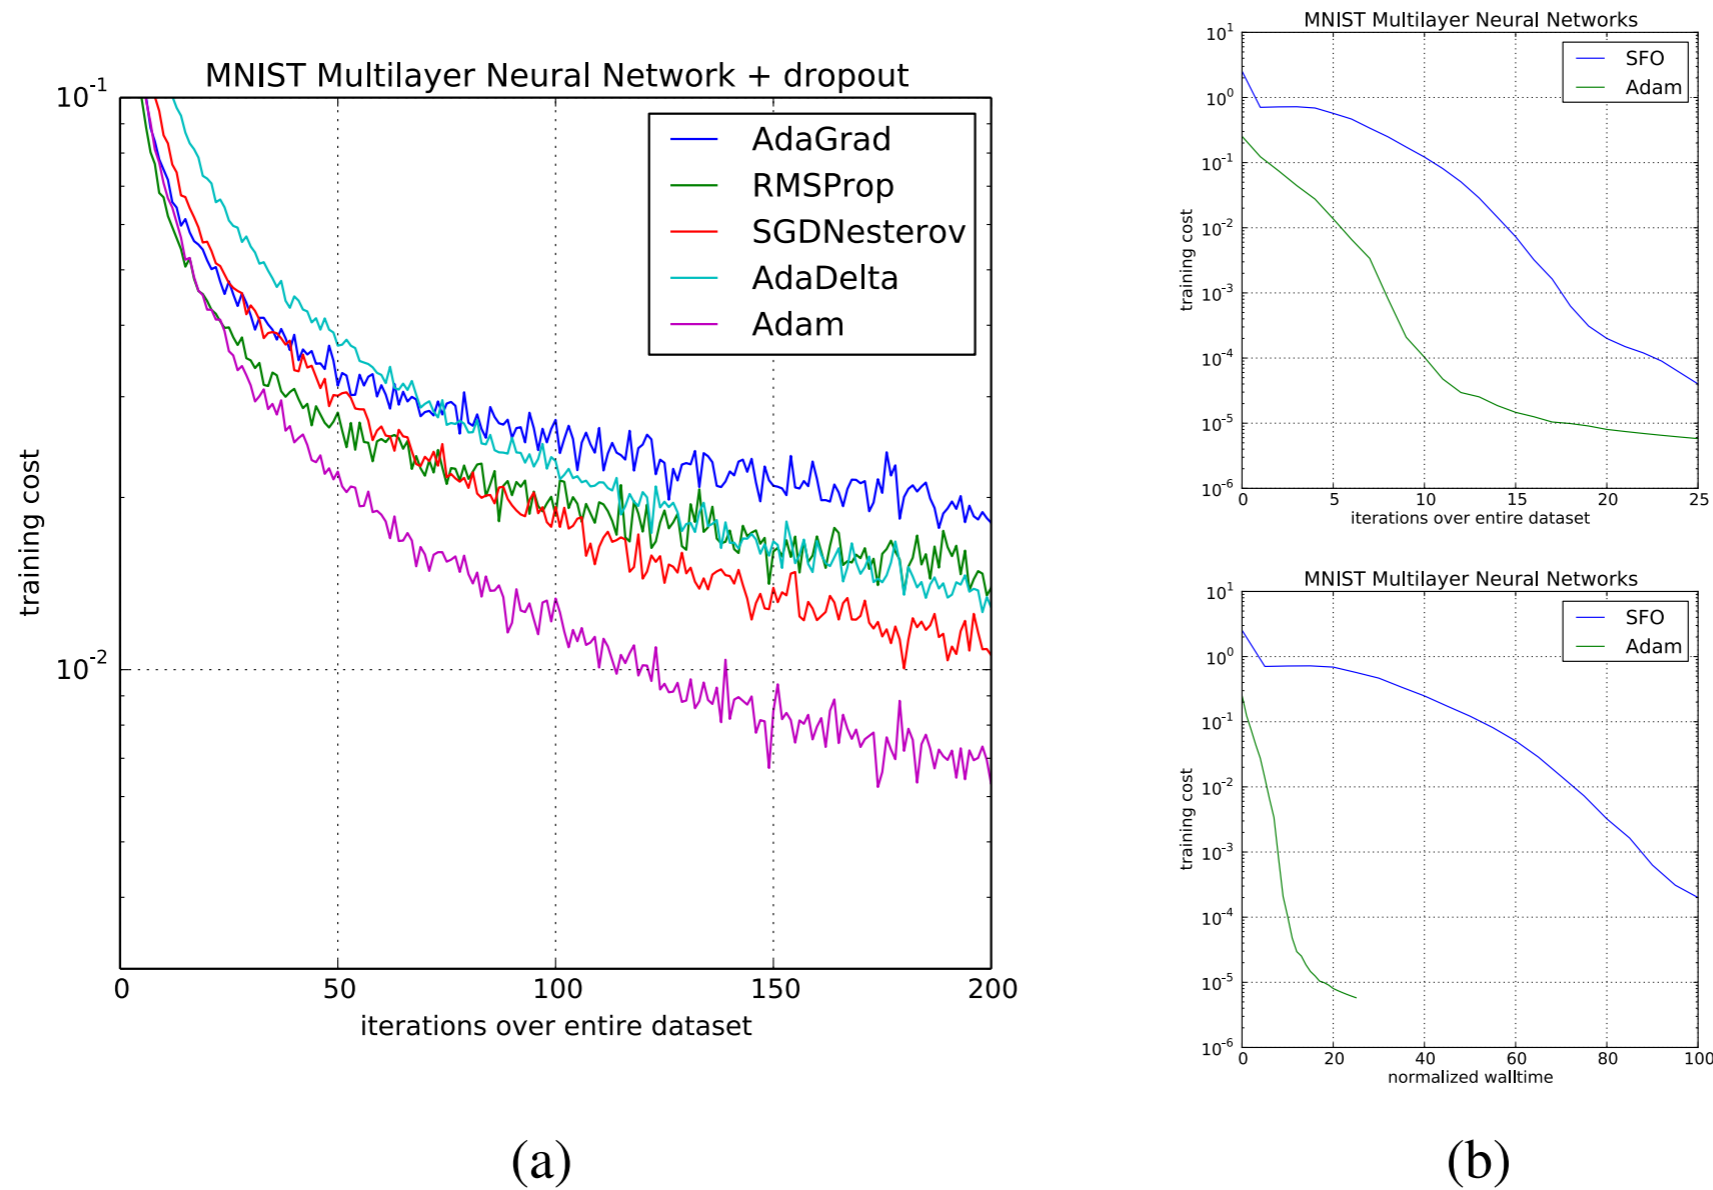 MNIST Multilayer Neural Network + dropout
10^-1
10^-2
training cost
AdaGrad
RMSProp
SGDNesterov
AdaDelta
Adam
0 50 100 150 200
iterations over entire dataset
(a)
MNIST Multilayer Neural Networks
10^1
10^0
10^-1
10^-2
10^-3
10^-4
10^-5
10^-6
training cost
SFO
Adam
0 5 10 15 20 25
iterations over entire dataset
MNIST Multilayer Neural Networks
10^1
10^0
10^-1
10^-2
10^-3
10^-4
10^-5
10^-6
training cost
SFO
Adam
0 20 40 60 80 100
normalized walltime
(b)